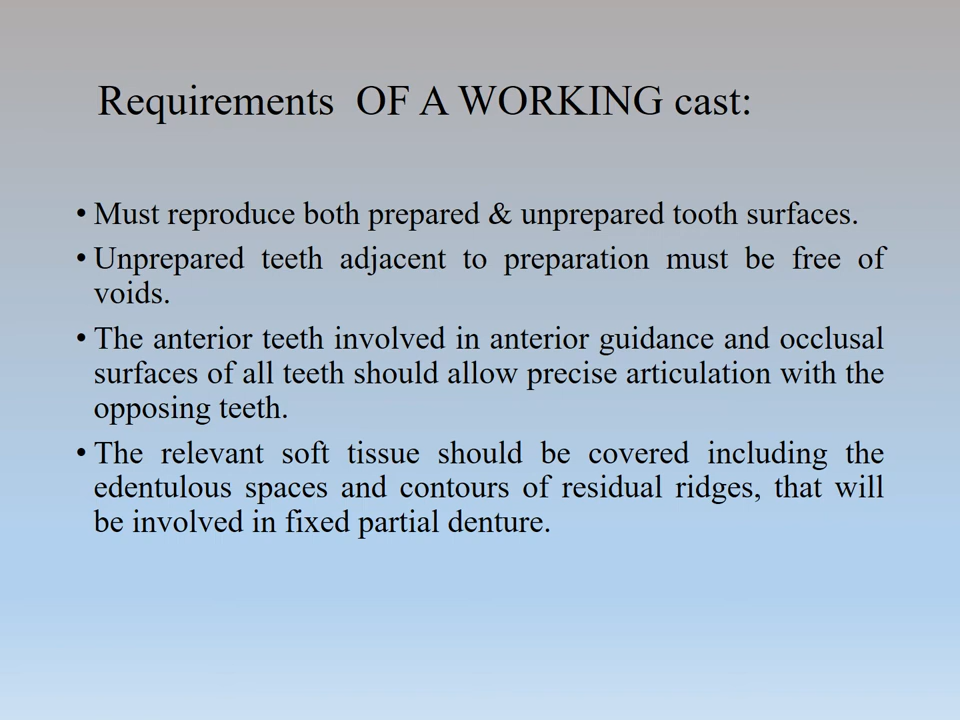 Requirements  OF A WORKING cast:
• Must reproduce both prepared & unprepared tooth surfaces.
• Unprepared teeth adjacent to preparation must be free of
voids.
• The anterior teeth involved in anterior guidance and occlusal
surfaces of all teeth should allow precise articulation with the
opposing teeth.
• The relevant soft tissue should be covered including the
edentulous spaces and contours of residual ridges, that will
be involved in fixed partial denture.